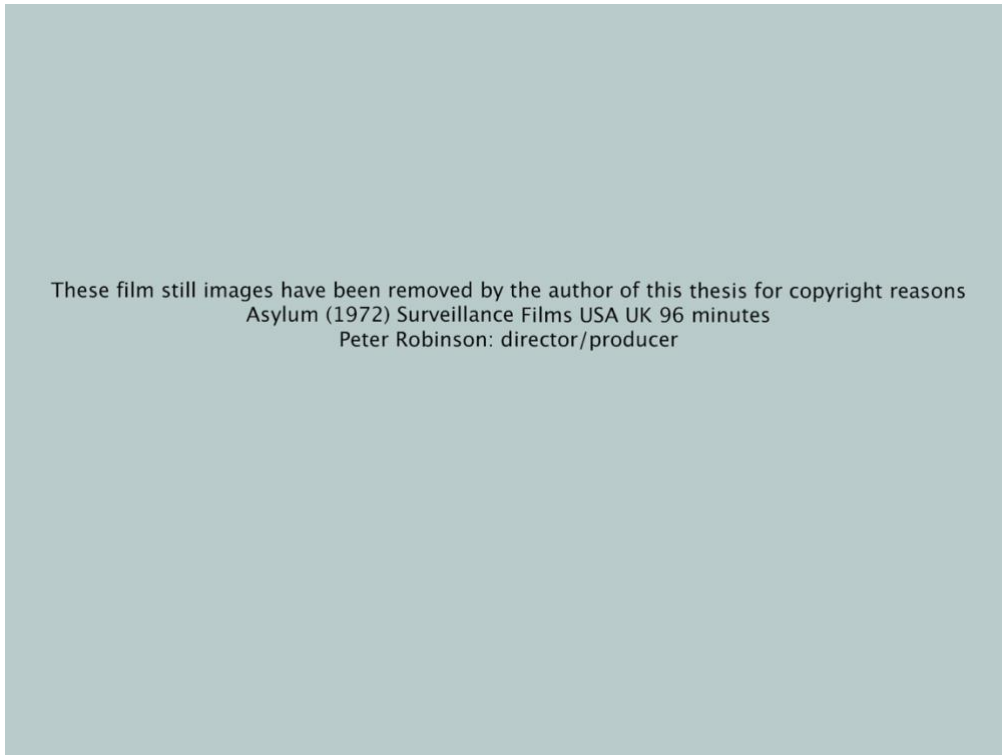 These film still images have been removed by the author of this thesis for copyright reasons
Asylum (1972) Surveillance Films USA UK 96 minutes
Peter Robinson: director/producer